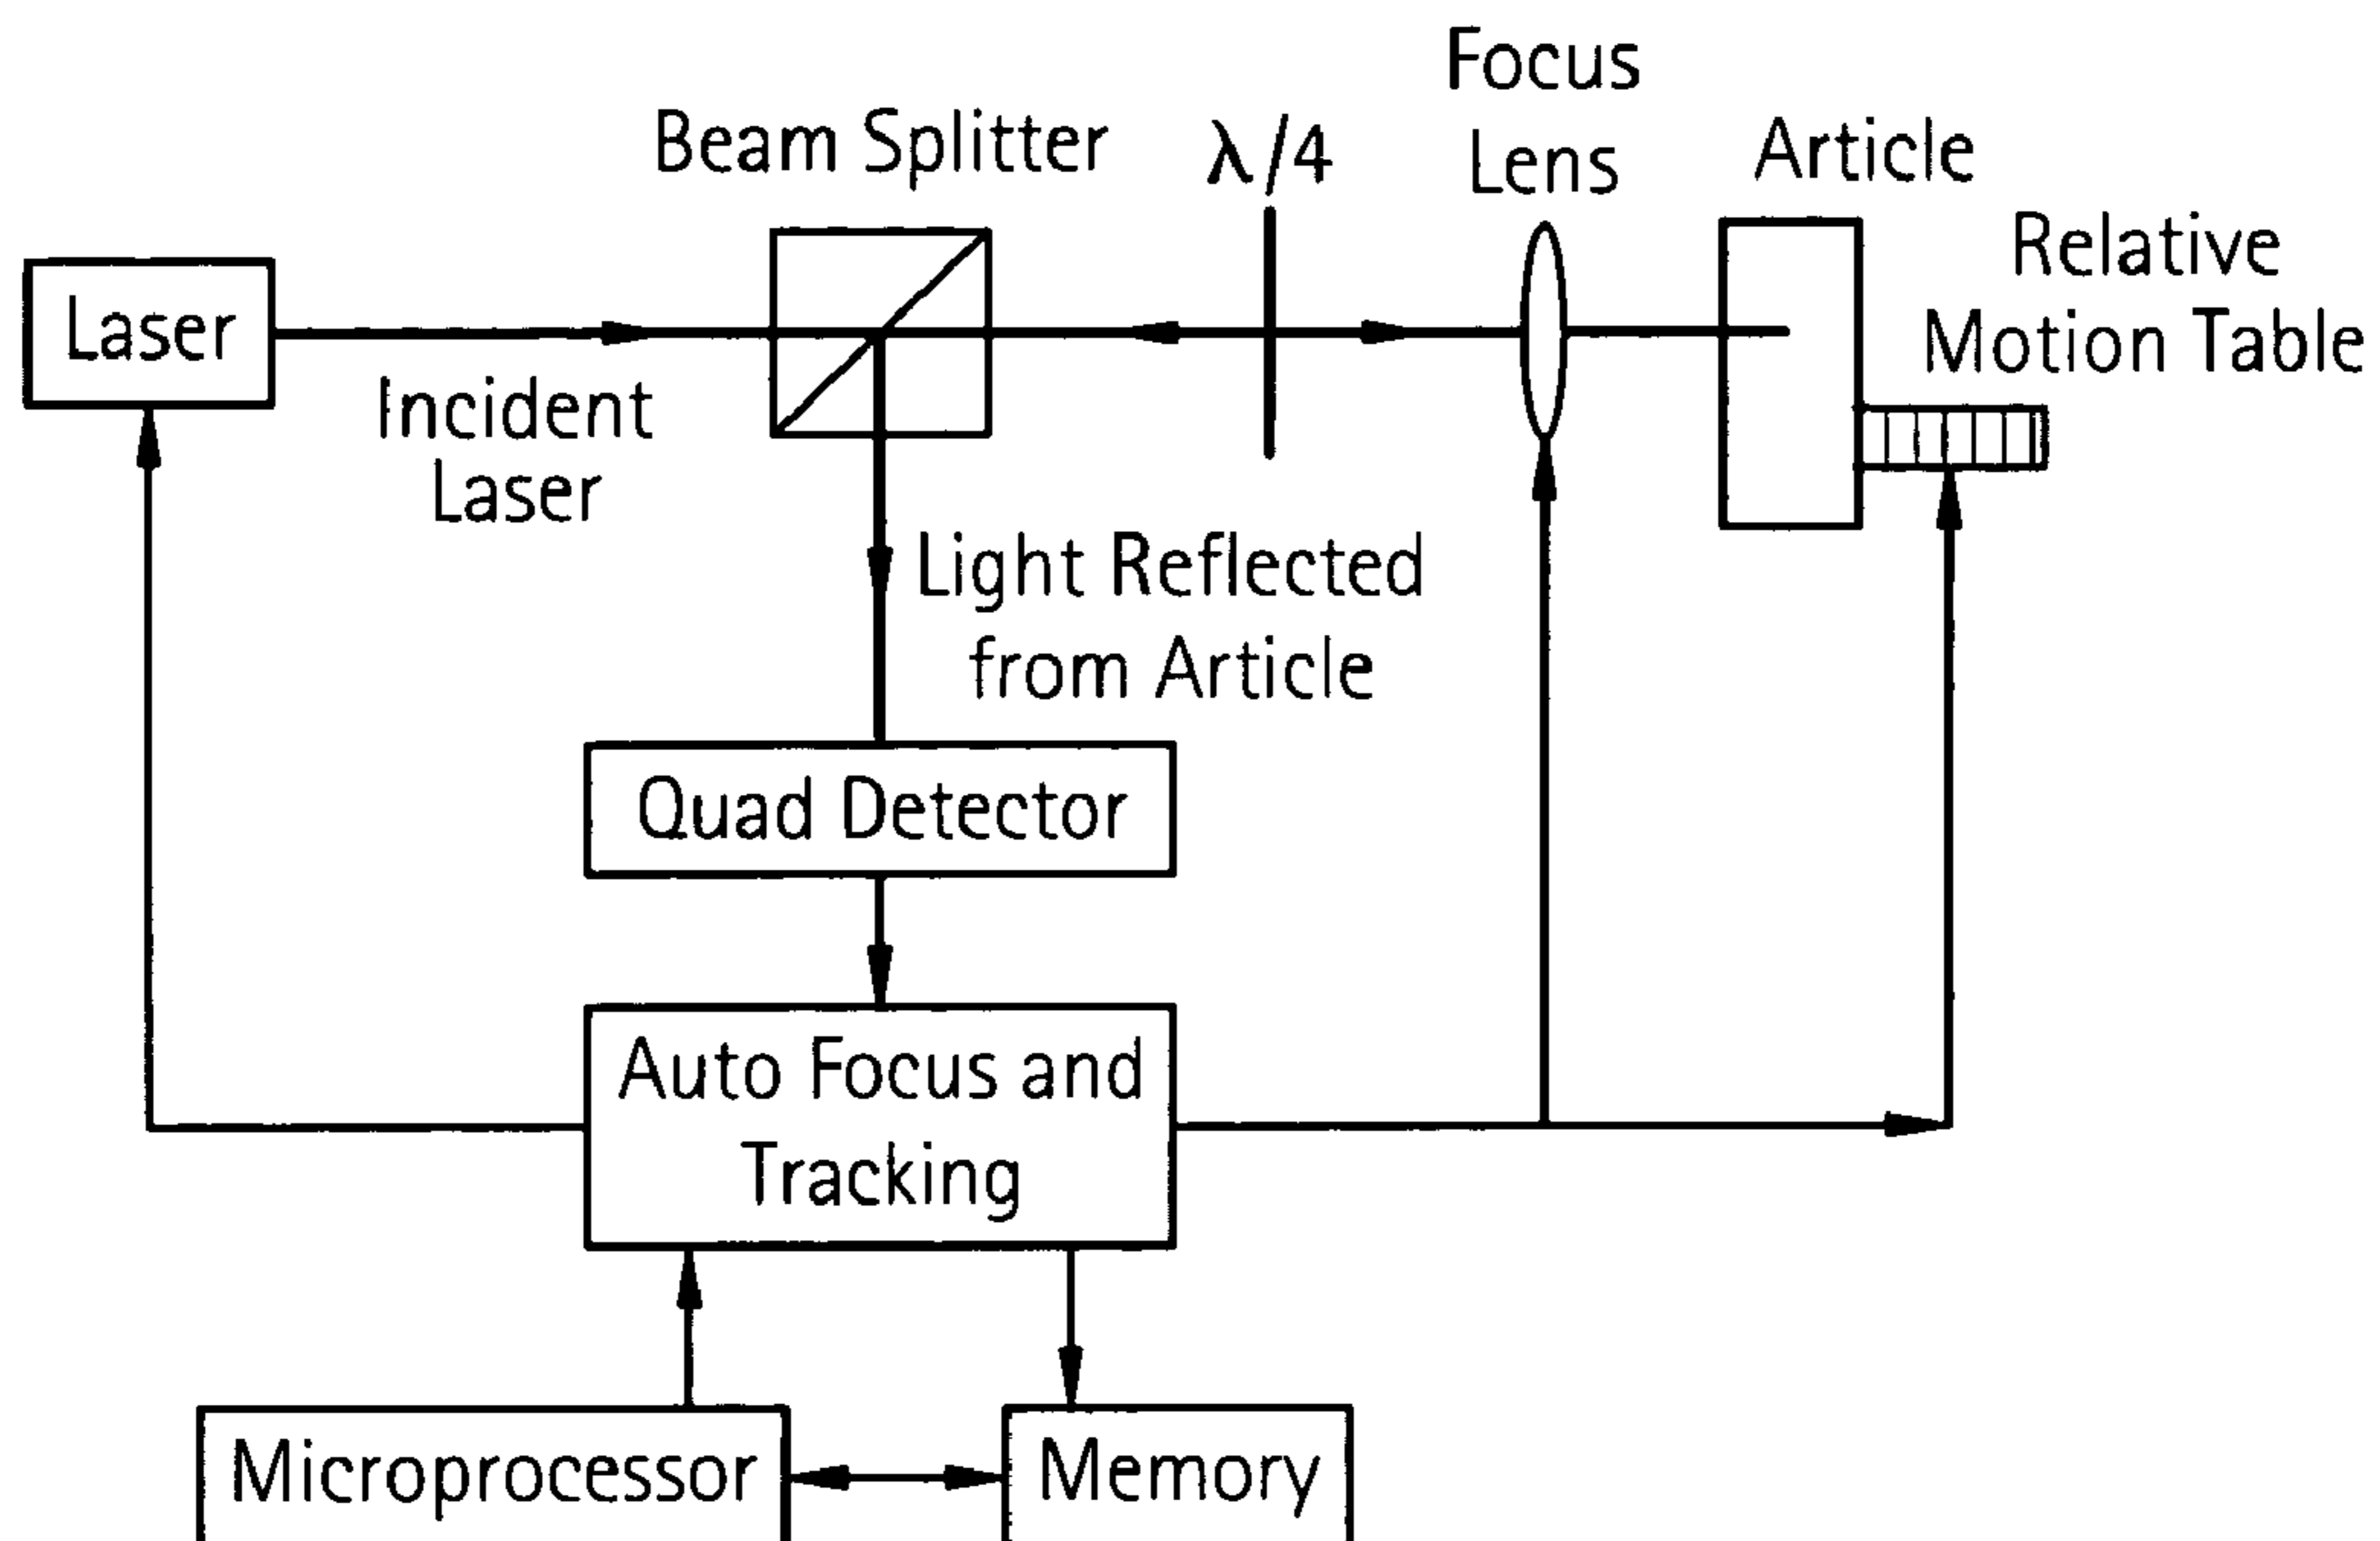 Focus
Lens
Beam Splitter
λ/4
Article
Relative
Motion Table
Laser
Incident
Laser
Light Reflected
from Article
Quad Detector
Auto Focus and
Tracking
Microprocessor
Memory